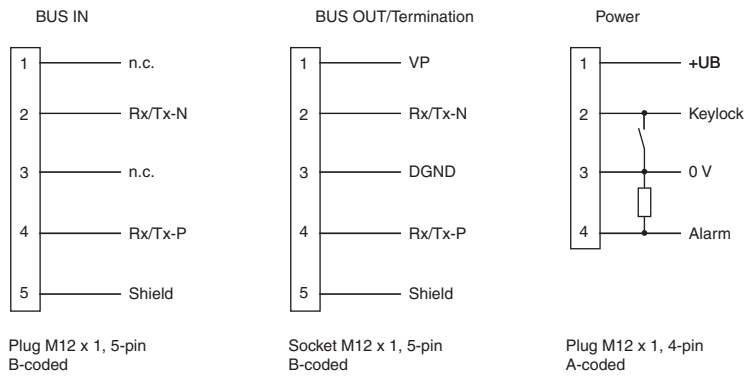 BUS IN
BUS OUT/Termination
Power
1 n.c.
2 Rx/Tx-N
3 n.c.
4 Rx/Tx-P
5 Shield
Plug M12 x 1, 5-pin
B-coded
1 VP
2 Rx/Tx-N
3 DGND
4 Rx/Tx-P
5 Shield
Socket M12 x 1, 5-pin
B-coded
1 +UB
2 Keylock
3 0 V
4 Alarm
Plug M12 x 1, 4-pin
A-coded